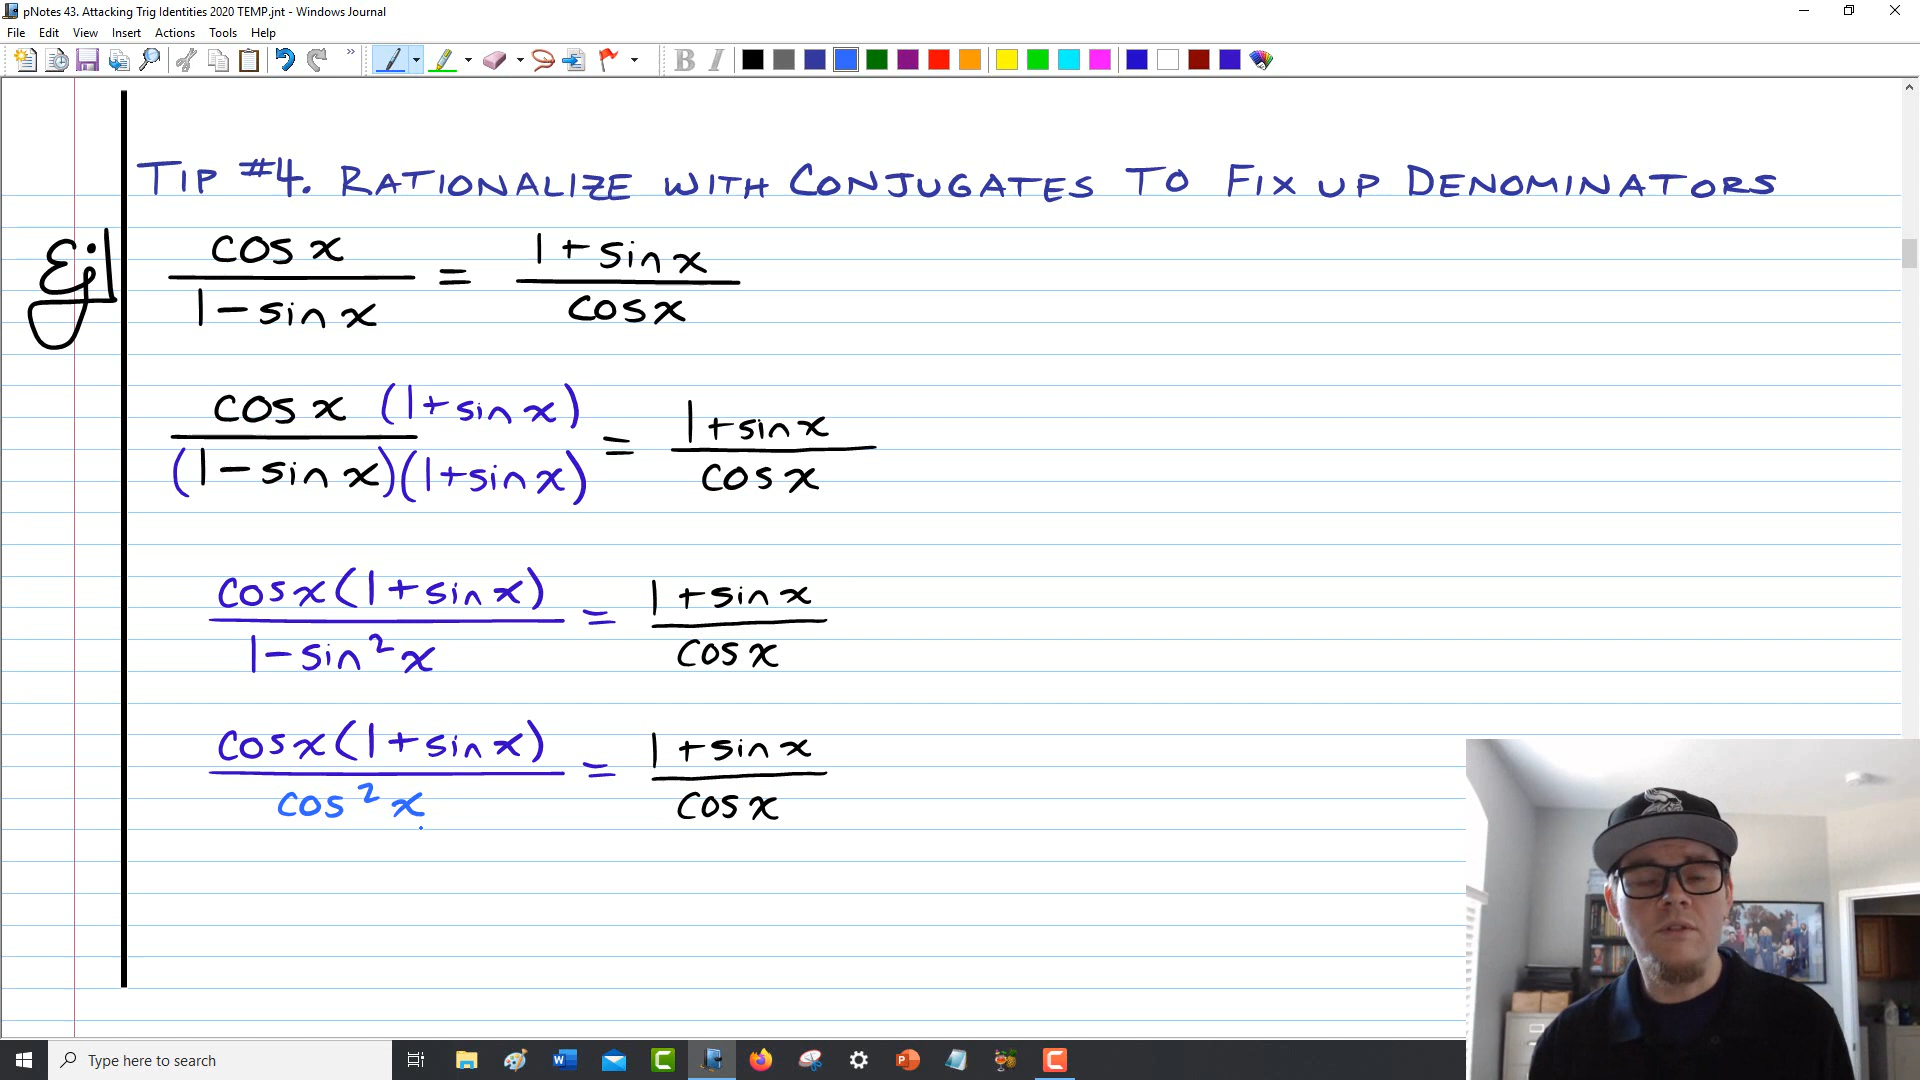 pNotes 43. Attacking Trig Identities 2020 TEMP.jnt - Windows Journal
File Edit View Insert Actions Tools Help
B I
TIP #4. RATIONALIZE WITH CONJUGATES TO FIX UP DENOMINATORS
Ej1
cos x / 1 - sin x = 1 + sin x / cos x
cos x (1 + sin x) / (1 - sin x)(1 + sin x) = 1 + sin x / cos x
cos x (1 + sin x) / 1 - sin² x = 1 + sin x / cos x
cos x (1 + sin x) / cos² x = 1 + sin x / cos x
Type here to search